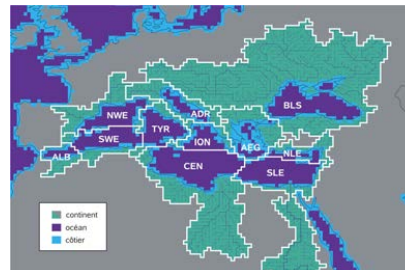 BLS
ADR
NWE
TYR
SWE
ION
AEG
NLE
ALB
CEN
SLE
continent
océan
côtier